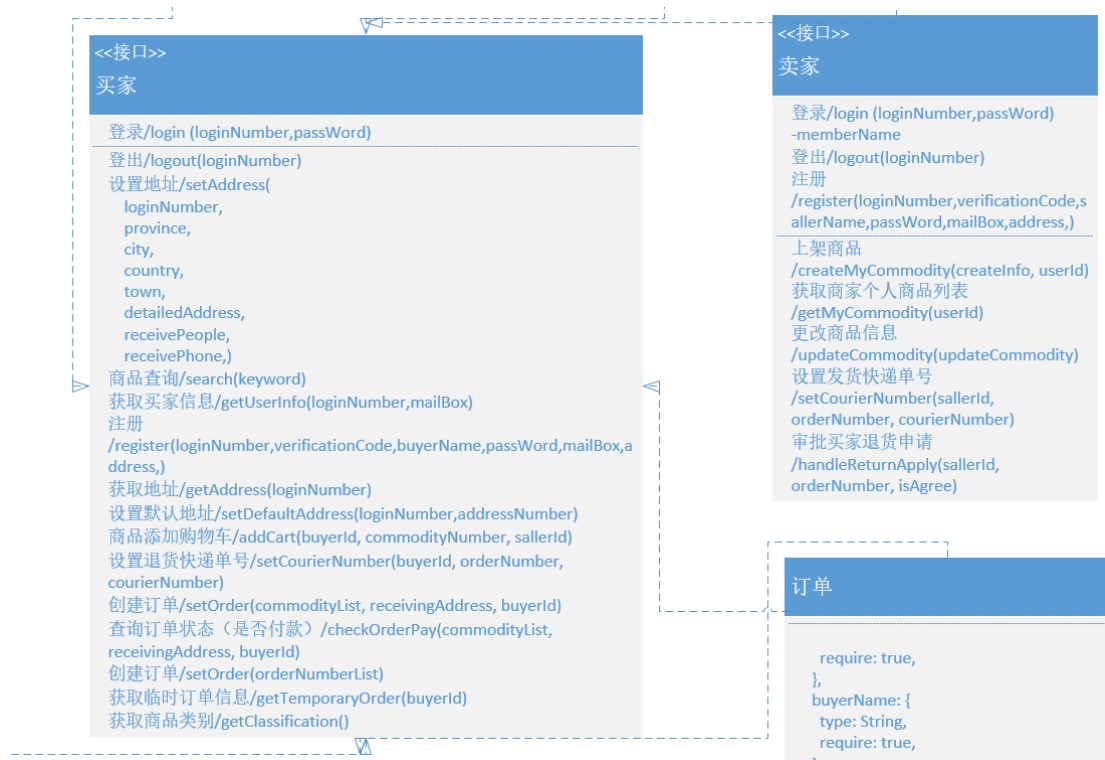 <<接口>>
买家
登录/login (loginNumber,passWord)
登出/logout(loginNumber)
设置地址/setAddress(
loginNumber,
province,
city,
country,
town,
detailedAddress,
receivePeople,
receivePhone,)
商品查询/search(keyword)
获取买家信息/getUserInfo(loginNumber,mailBox)
注册
/register(loginNumber,verificationCode,buyerName,passWord,mailBox,a
ddress,)
获取地址/getAddress(loginNumber)
设置默认地址/setDefaultAddress(loginNumber,addressNumber)
商品添加购物车/addCart(buyerId, commodityNumber, sallerId)
设置退货快递单号/setCourierNumber(buyerId, orderNumber,
courierNumber)
创建订单/setOrder(commodityList, receivingAddress, buyerId)
查询订单状态（是否付款）/checkOrderPay(commodityList,
receivingAddress, buyerId)
创建订单/setOrder(orderNumberList)
获取临时订单信息/getTemporaryOrder(buyerId)
获取商品类别/getClassification()
<<接口>>
卖家
登录/login (loginNumber,passWord)
-memberName
登出/logout(loginNumber)
注册
/register(loginNumber,verificationCode,s
allerName,passWord,mailBox,address,)
上架商品
/createMyCommodity(createInfo, userId)
获取商家个人商品列表
/getMyCommodity(userId)
更改商品信息
/updateCommodity(updateCommodity)
设置发货快递单号
/setCourierNumber(sallerId,
orderNumber, courierNumber)
审批买家退货申请
/handleReturnApply(sallerId,
orderNumber, isAgree)
订单
require: true,
},
buyerName: {
type: String,
require: true,